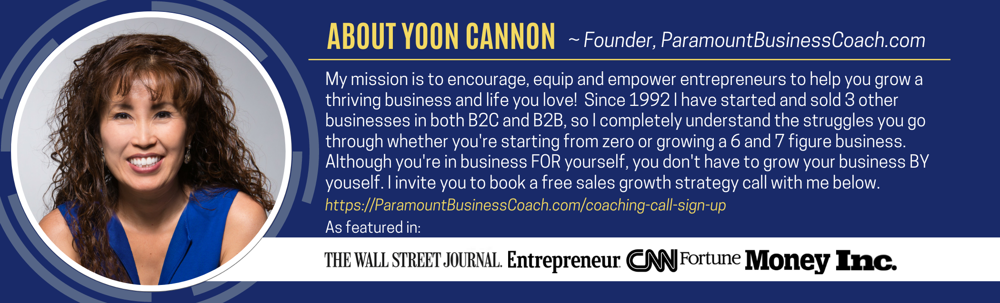 ABOUT YOON CANNON ~ Founder, ParamountBusinessCoach.com
My mission is to encourage, equip and empower entrepreneurs to help you grow a
thriving business and life you love!  Since 1992 I have started and sold 3 other
businesses in both B2C and B2B, so I completely understand the struggles you go
through whether you're starting from zero or growing a 6 and 7 figure business.
Although you're in business FOR yourself, you don't have to grow your business BY
youself. I invite you to book a free sales growth strategy call with me below.
https://ParamountBusinessCoach.com/coaching-call-sign-up
As featured in:
THE WALL STREET JOURNAL. Entrepreneur CNN Fortune Money Inc.